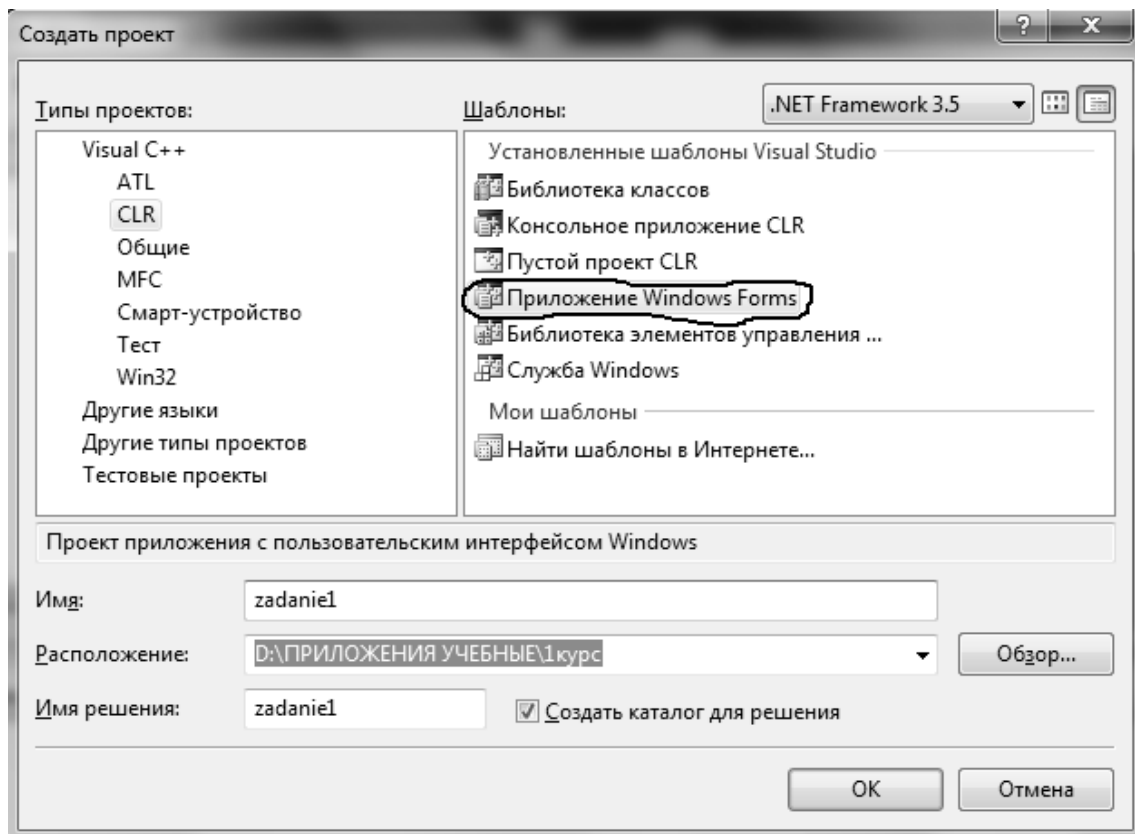 Создать проект
Типы проектов:
Шаблоны:
.NET Framework 3.5
Visual C++
ATL
CLR
Общие
MFC
Смарт-устройство
Тест
Win32
Другие языки
Другие типы проектов
Тестовые проекты
Установленные шаблоны Visual Studio
Библиотека классов
Консольное приложение CLR
Пустой проект CLR
Приложение Windows Forms
Библиотека элементов управления ...
Служба Windows
Мои шаблоны
Найти шаблоны в Интернете...
Проект приложения с пользовательским интерфейсом Windows
Имя:
zadanie1
Расположение:
D:\ПРИЛОЖЕНИЯ УЧЕБНЫЕ\1курс
Обзор...
Имя решения:
zadanie1
Создать каталог для решения
OK
Отмена